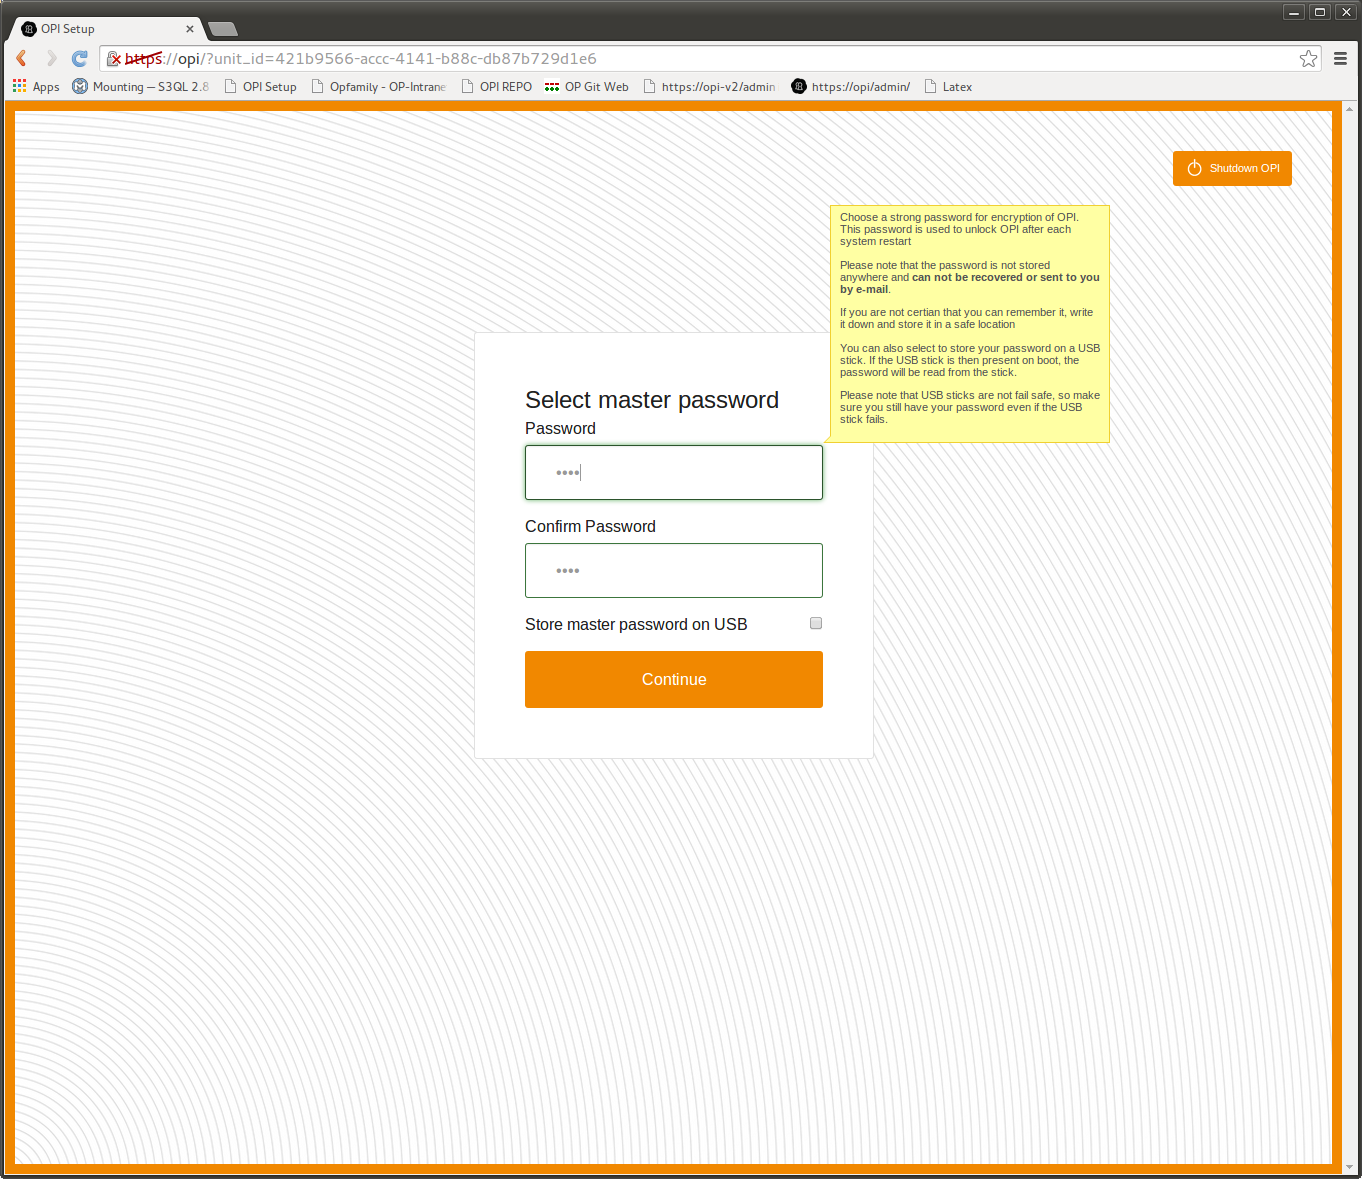 OPI Setup
https://opi/?unit_id=421b9566-accc-4141-b88c-db87b729d1e6
Apps
Mounting — S3QL 2.8
OPI Setup
Opfamily - OP-Intrane
OPI REPO
OP Git Web
https://opi-v2/admin
https://opi/admin/
Latex
Shutdown OPI
Choose a strong password for encryption of OPI.
This password is used to unlock OPI after each
system restart
Please note that the password is not stored
anywhere and can not be recovered or sent to you
by e-mail.
If you are not certian that you can remember it, write
it down and store it in a safe location
You can also select to store your password on a USB
stick. If the USB stick is then present on boot, the
password will be read from the stick.
Please note that USB sticks are not fail safe, so make
sure you still have your password even if the USB
stick fails.
Select master password
Password
••••
Confirm Password
••••
Store master password on USB
Continue